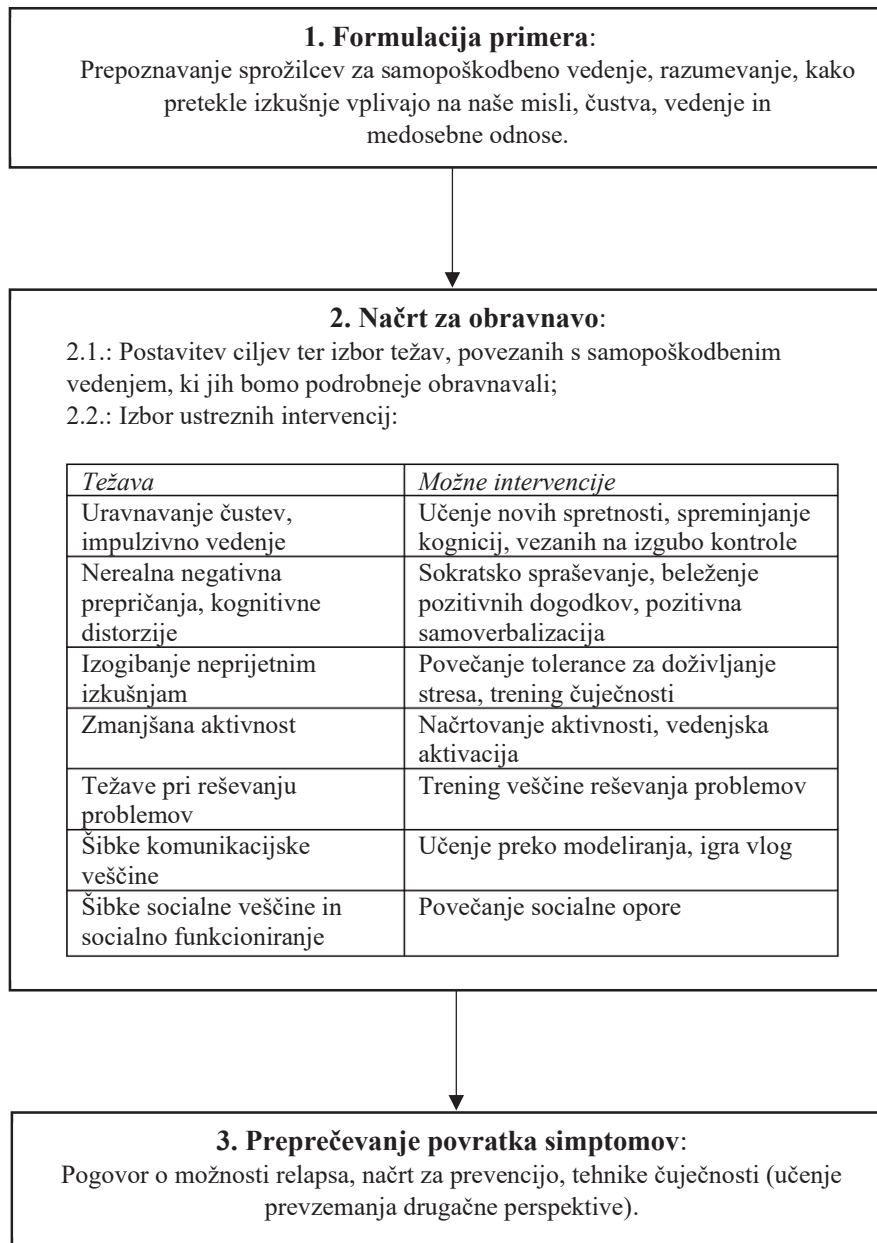 1. Formulacija primera:
Prepoznavanje sprožilcev za samopoškodbeno vedenje, razumevanje, kako
pretekle izkušnje vplivajo na naše misli, čustva, vedenje in
medosebne odnose.
2. Načrt za obravnavo:
2.1.: Postavitev ciljev ter izbor težav, povezanih s samopoškodbenim
vedenjem, ki jih bomo podrobneje obravnavali;
2.2.: Izbor ustreznih intervencij:
Težava
Možne intervencije
Uravnavanje čustev,
impulzivno vedenje
Učenje novih spretnosti, spreminjanje
kognicij, vezanih na izgubo kontrole
Nerealna negativna
prepričanja, kognitivne
distorzije
Sokratsko spraševanje, beleženje
pozitivnih dogodkov, pozitivna
samoverbalizacija
Izogibanje neprijetnim
izkušnjam
Povečanje tolerance za doživljanje
stresa, trening čuječnosti
Zmanjšana aktivnost
Načrtovanje aktivnosti, vedenjska
aktivacija
Težave pri reševanju
problemov
Trening veščine reševanja problemov
Šibke komunikacijske
veščine
Učenje preko modeliranja, igra vlog
Šibke socialne veščine in
socialno funkcioniranje
Povečanje socialne opore
3. Preprečevanje povratka simptomov:
Pogovor o možnosti relapsa, načrt za prevencijo, tehnike čuječnosti (učenje
prevzemanja drugačne perspektive).